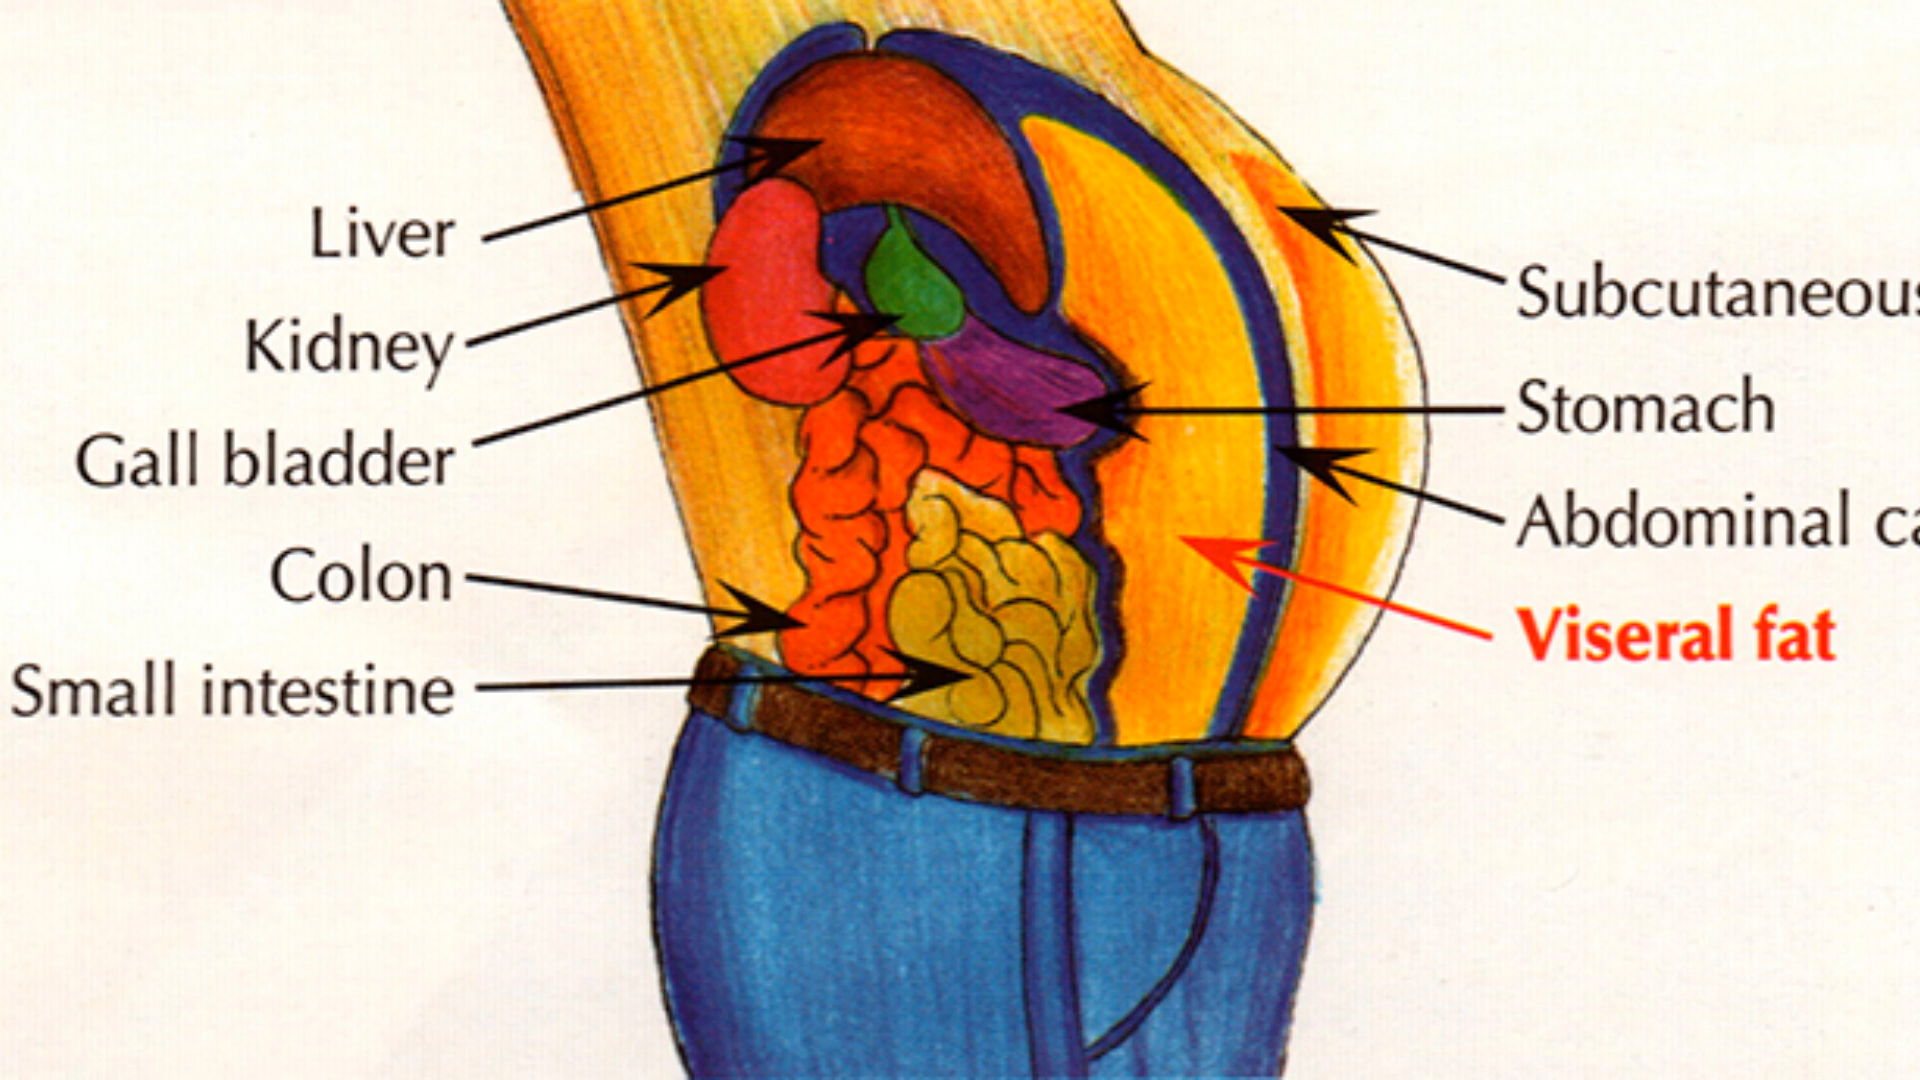 Liver
Kidney
Gall bladder
Colon
Small intestine
Subcutaneous
Stomach
Abdominal ca
Viseral fat